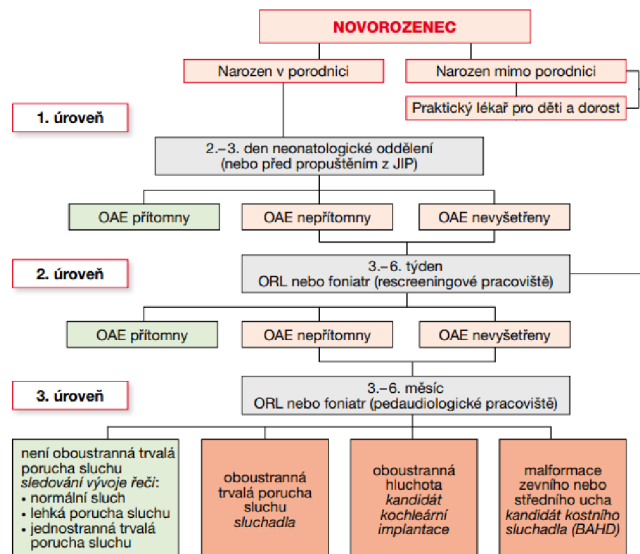 NOVOROZENEC
Narozen v porodnici
Narozen mimo porodnici
Praktický lékař pro děti a dorost
1. úroveň
2.–3. den neonatologické oddělení
(nebo před propuštěním z JIP)
OAE přítomny
OAE nepřítomny
OAE nevyšetřeny
2. úroveň
3.–6. týden
ORL nebo foniatr (rescreeningové pracoviště)
OAE přítomny
OAE nepřítomny
OAE nevyšetřeny
3. úroveň
3.–6. měsíc
ORL nebo foniatr (pedaudiologické pracoviště)
není oboustranná trvalá
porucha sluchu
sledování vývoje řeči:
• normální sluch
• lehká porucha sluchu
• jednostranná trvalá
porucha sluchu
oboustranná
trvalá porucha
sluchu
sluchadla
oboustranná
hluchota
kandidát
kochleární
implantace
malformace
zevního nebo
středního ucha
kandidát kostního
sluchadla (BAHD)